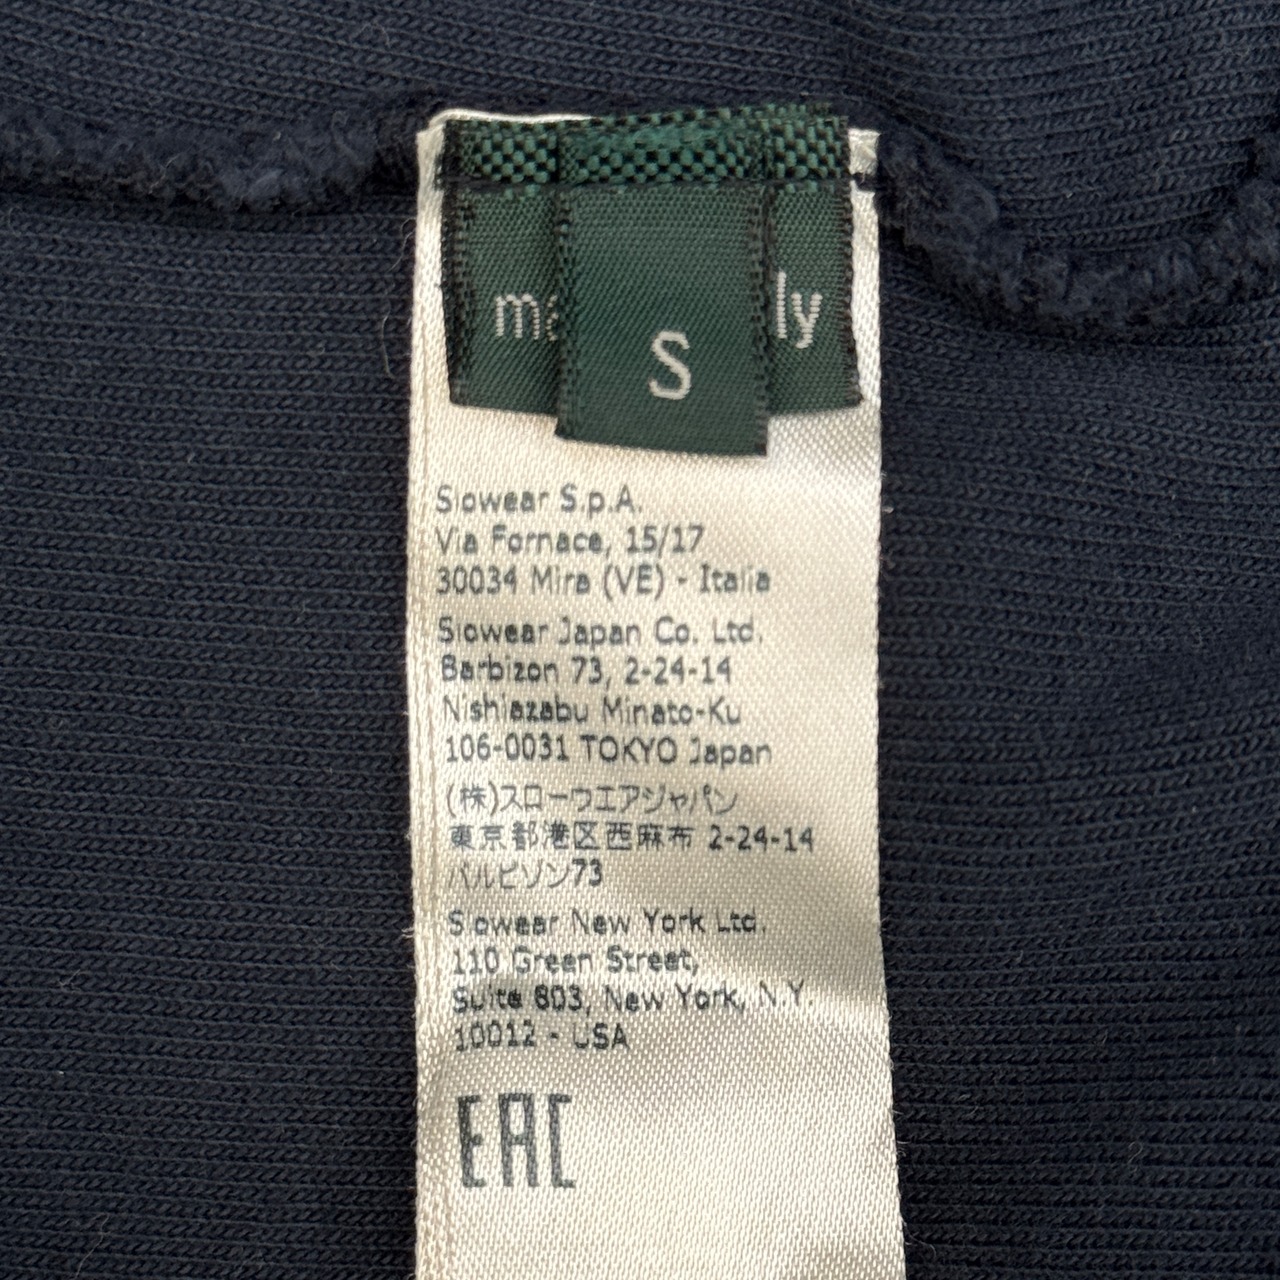 ma ly
S
Slowear S.p.A.
Via Fornace, 15/17
30034 Mira (VE) - Italia
Slowear Japan Co. Ltd.
Barbizon 73, 2-24-14
Nishiazabu Minato-Ku
106-0031 TOKYO Japan
(株)スローウエアジャパン
東京都港区西麻布 2-24-14
バルビゾン73
Slowear New York Ltd.
110 Green Street,
Suite 803, New York, N.Y.
10012 - USA
EAC